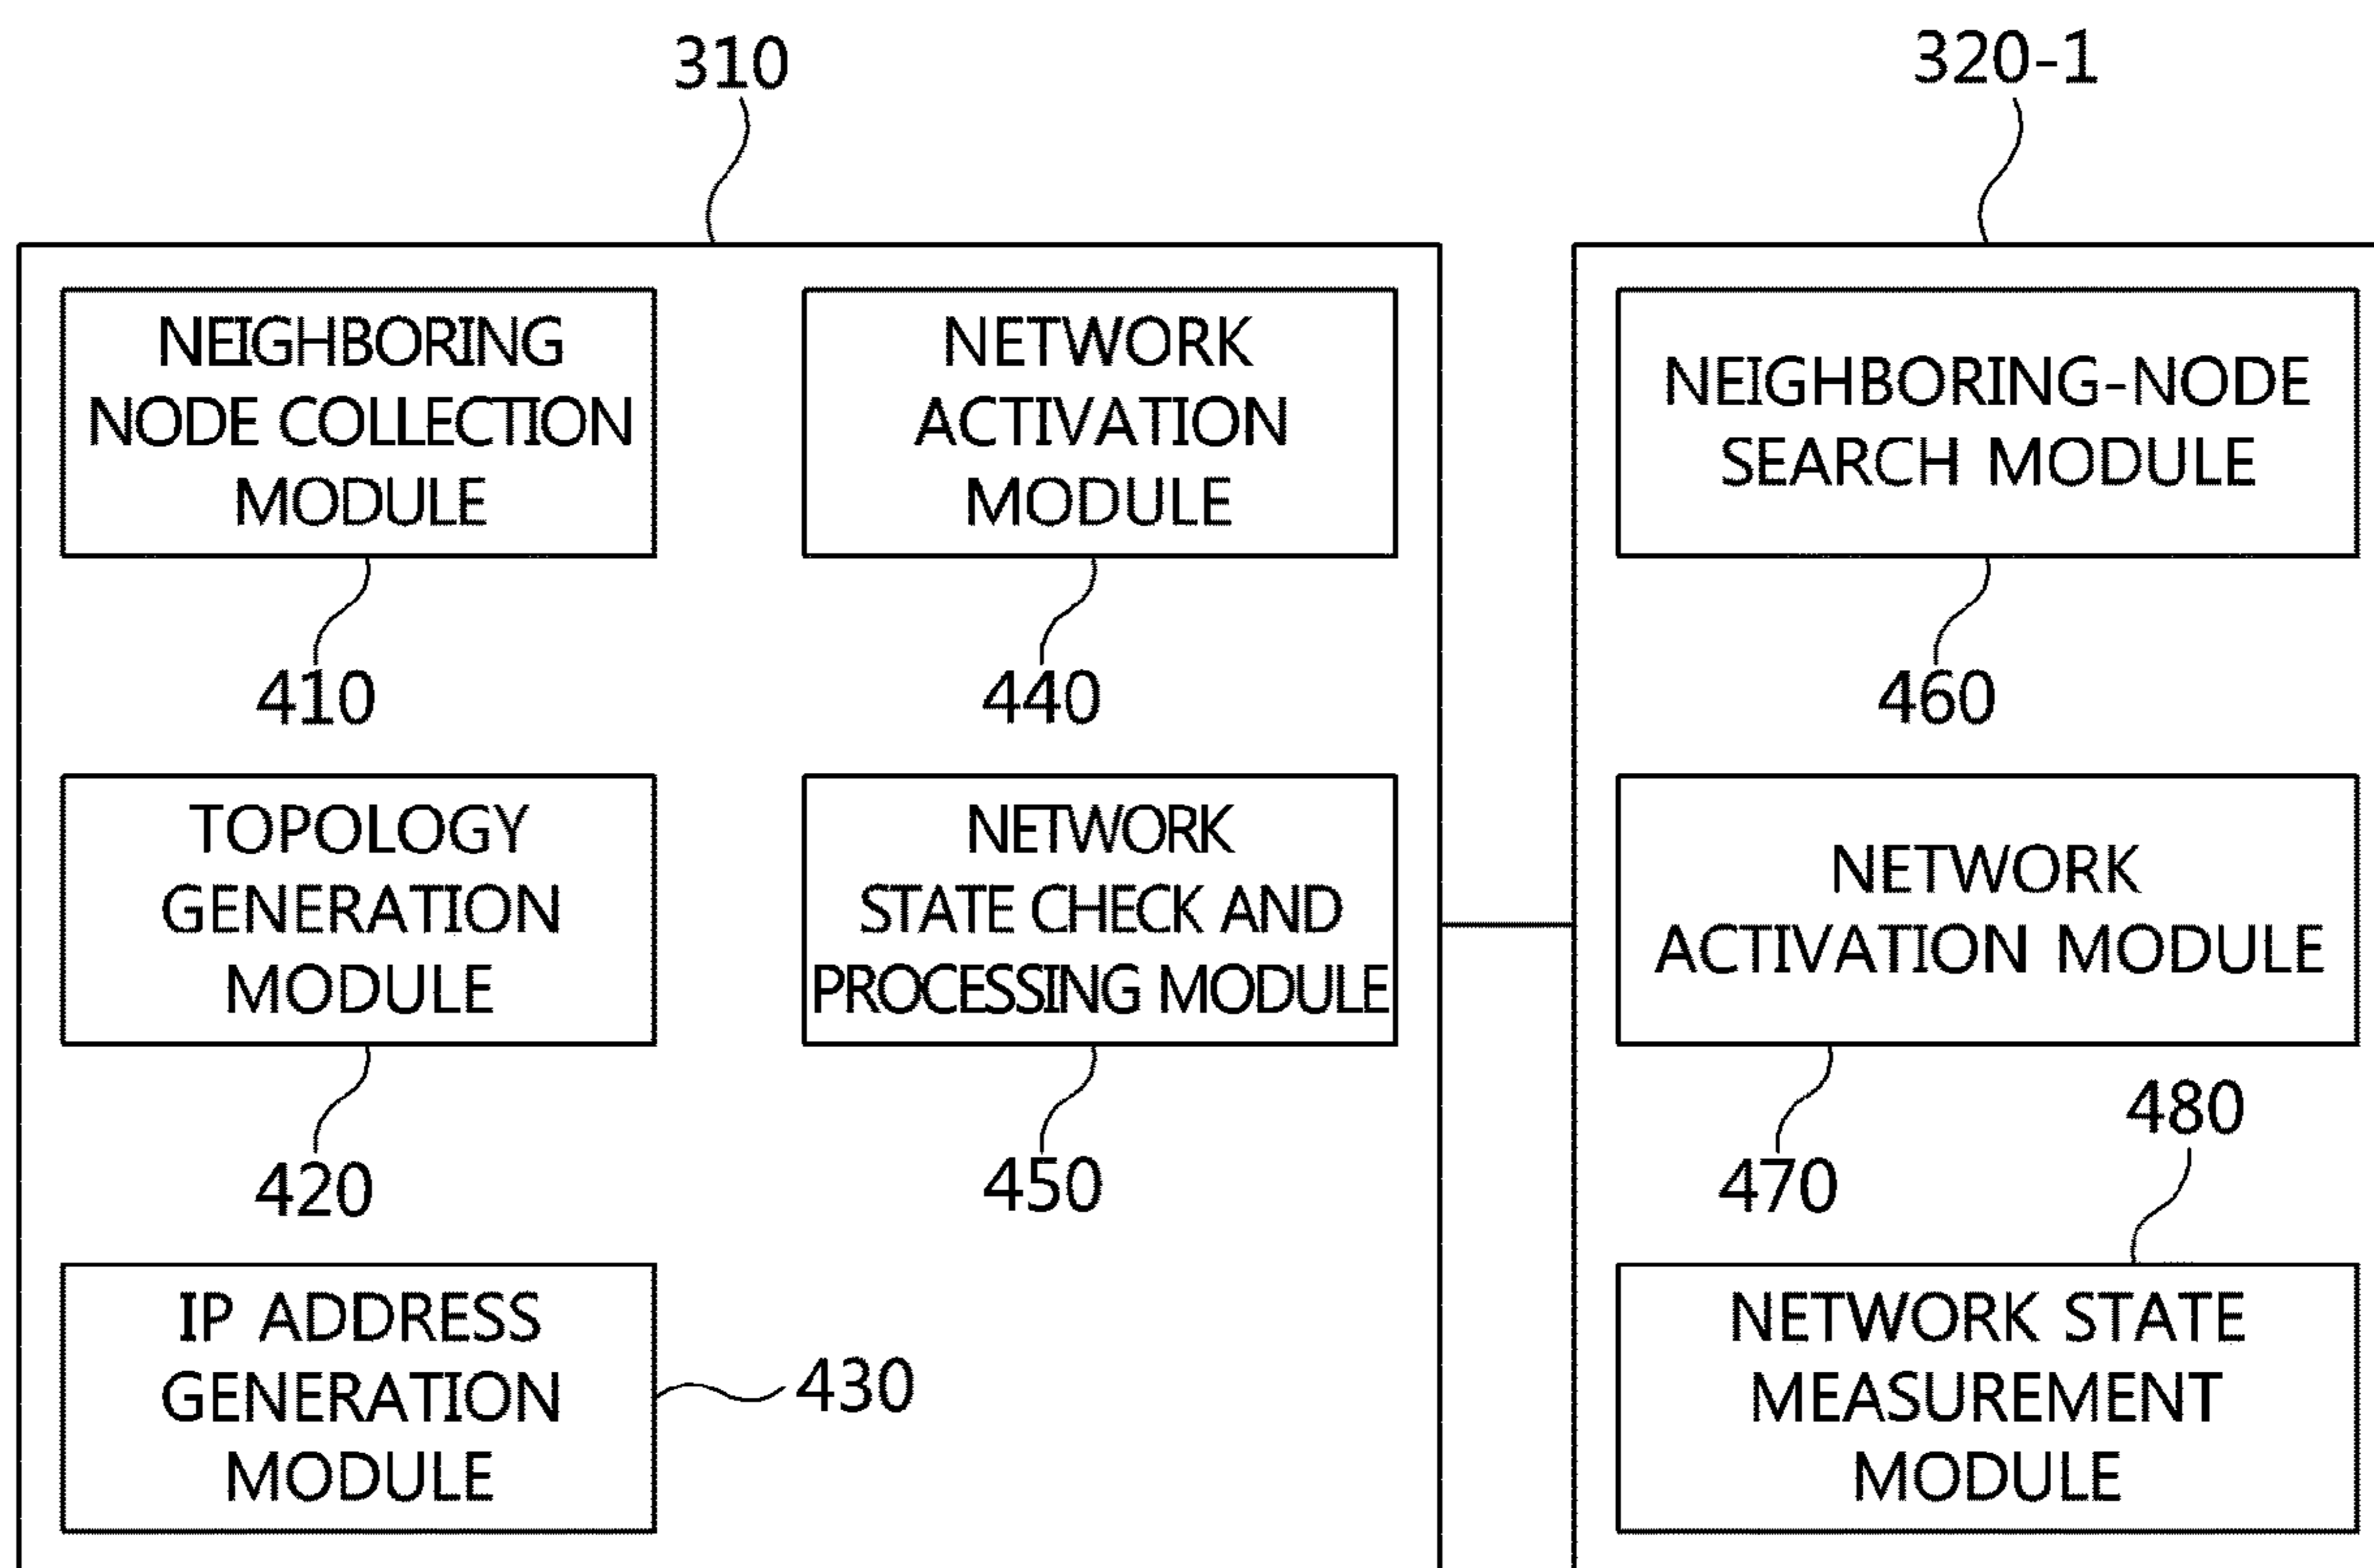 310
320-1
NEIGHBORING
NODE COLLECTION
MODULE
410
NETWORK
ACTIVATION
MODULE
440
TOPOLOGY
GENERATION
MODULE
420
NETWORK
STATE CHECK AND
PROCESSING MODULE
450
IP ADDRESS
GENERATION
MODULE
430
NEIGHBORING-NODE
SEARCH MODULE
460
NETWORK
ACTIVATION MODULE
470
480
NETWORK STATE
MEASUREMENT
MODULE